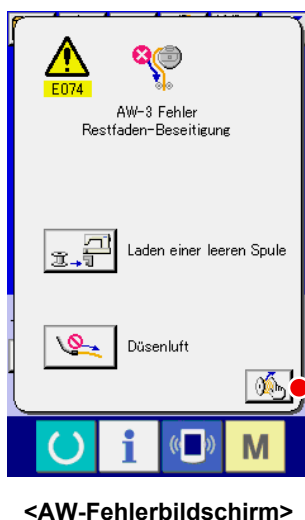 E074
AW-3 Fehler
Restfaden-Beseitigung
Laden einer leeren Spule
Düsenluft
i
M
<AW-Fehlerbildschirm>